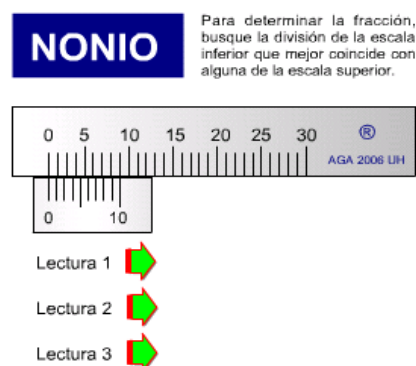 NONIO
Para determinar la fracción,
busque la división de la escala
inferior que mejor coincide con
alguna de la escala superior.
0 5 10 15 20 25 30 ®
AGA 2006 UH
0 10
Lectura 1
Lectura 2
Lectura 3